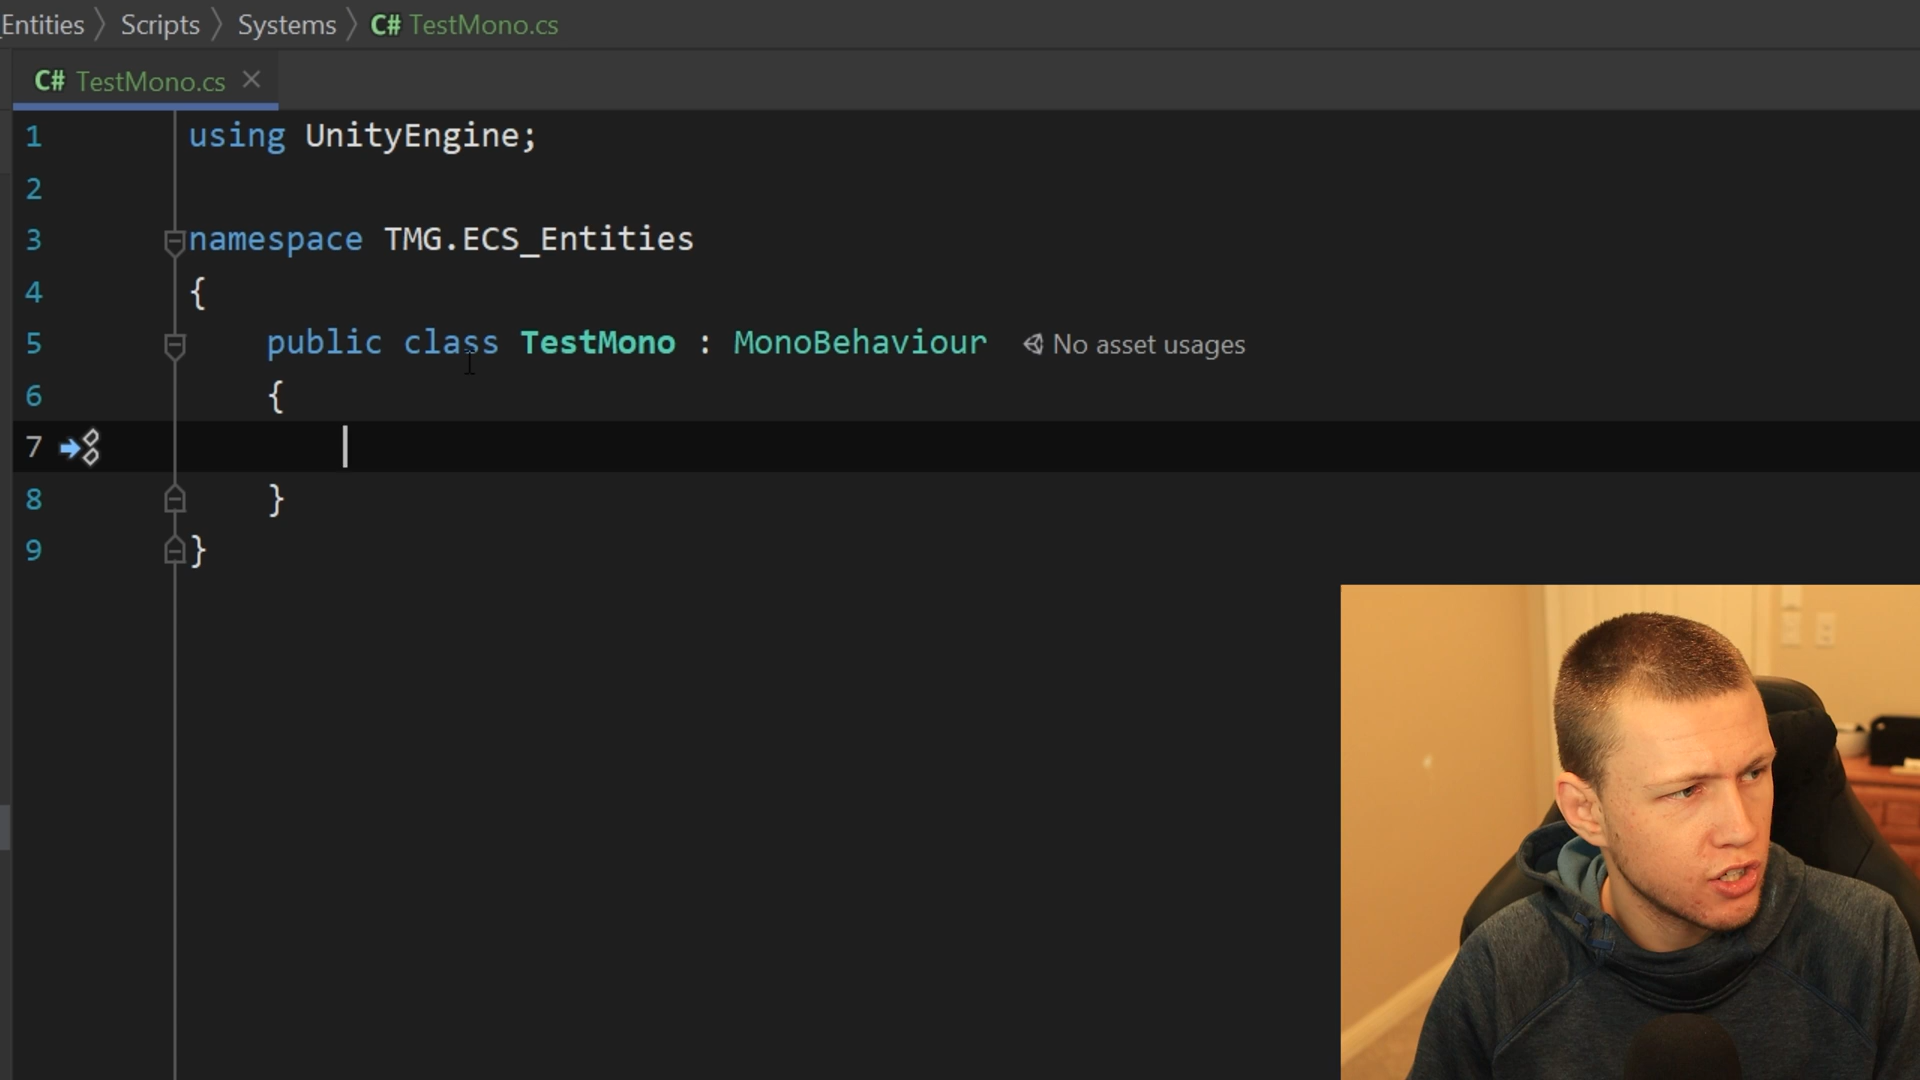 Entities > Scripts > Systems > C# TestMono.cs
C# TestMono.cs ×
1 using UnityEngine;
2
3 namespace TMG.ECS_Entities
4 {
5 public class TestMono : MonoBehaviour No asset usages
6 {
7
8 }
9 }